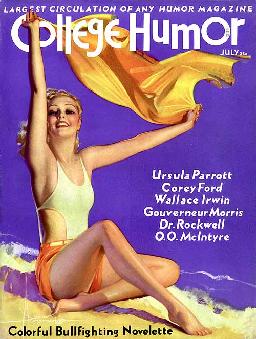 LARGEST CIRCULATION OF ANY HUMOR MAGAZINE
College Humor
JULY
Ursula Parrott
Corey Ford
Wallace Irwin
Gouverneur Morris
Dr. Rockwell
O.O. McIntyre
Colorful Bullfighting Novelette